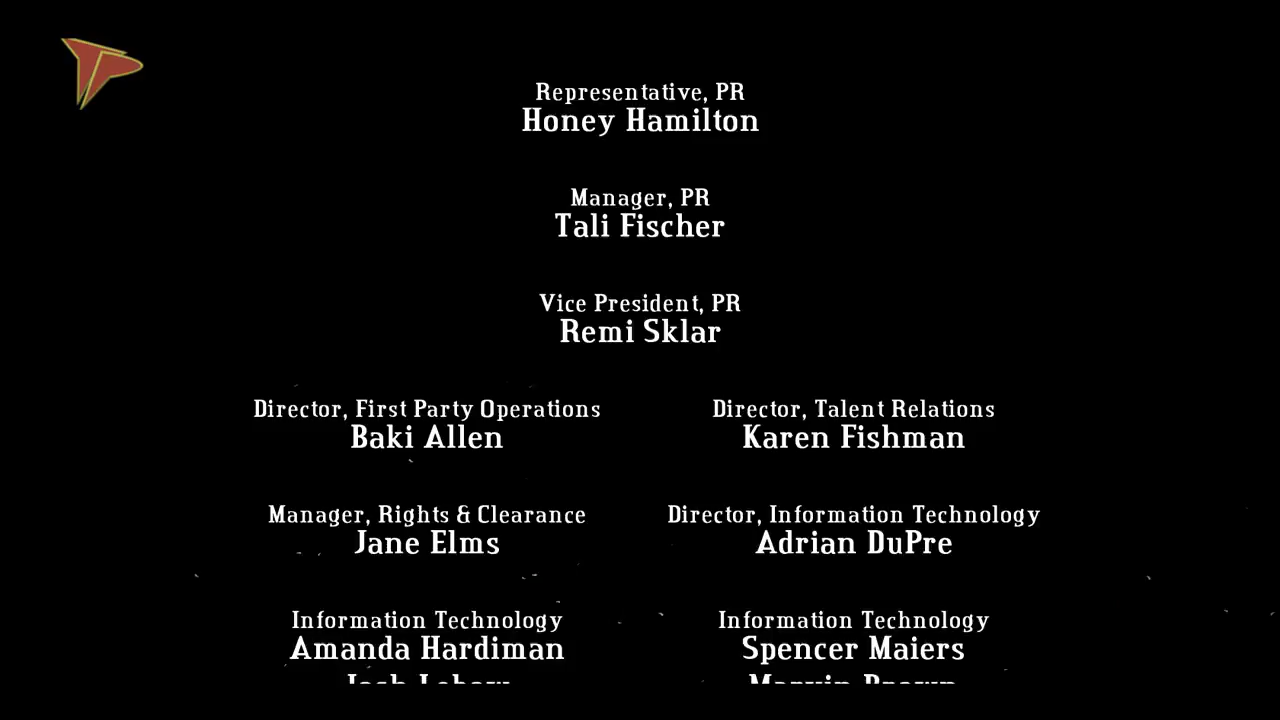 Representative, PR
Honey Hamilton
Manager, PR
Tali Fischer
Vice President, PR
Remi Sklar
Director, First Party Operations
Baki Allen
Director, Talent Relations
Karen Fishman
Manager, Rights & Clearance
Jane Elms
Director, Information Technology
Adrian DuPre
Information Technology
Amanda Hardiman
Information Technology
Spencer Maiers